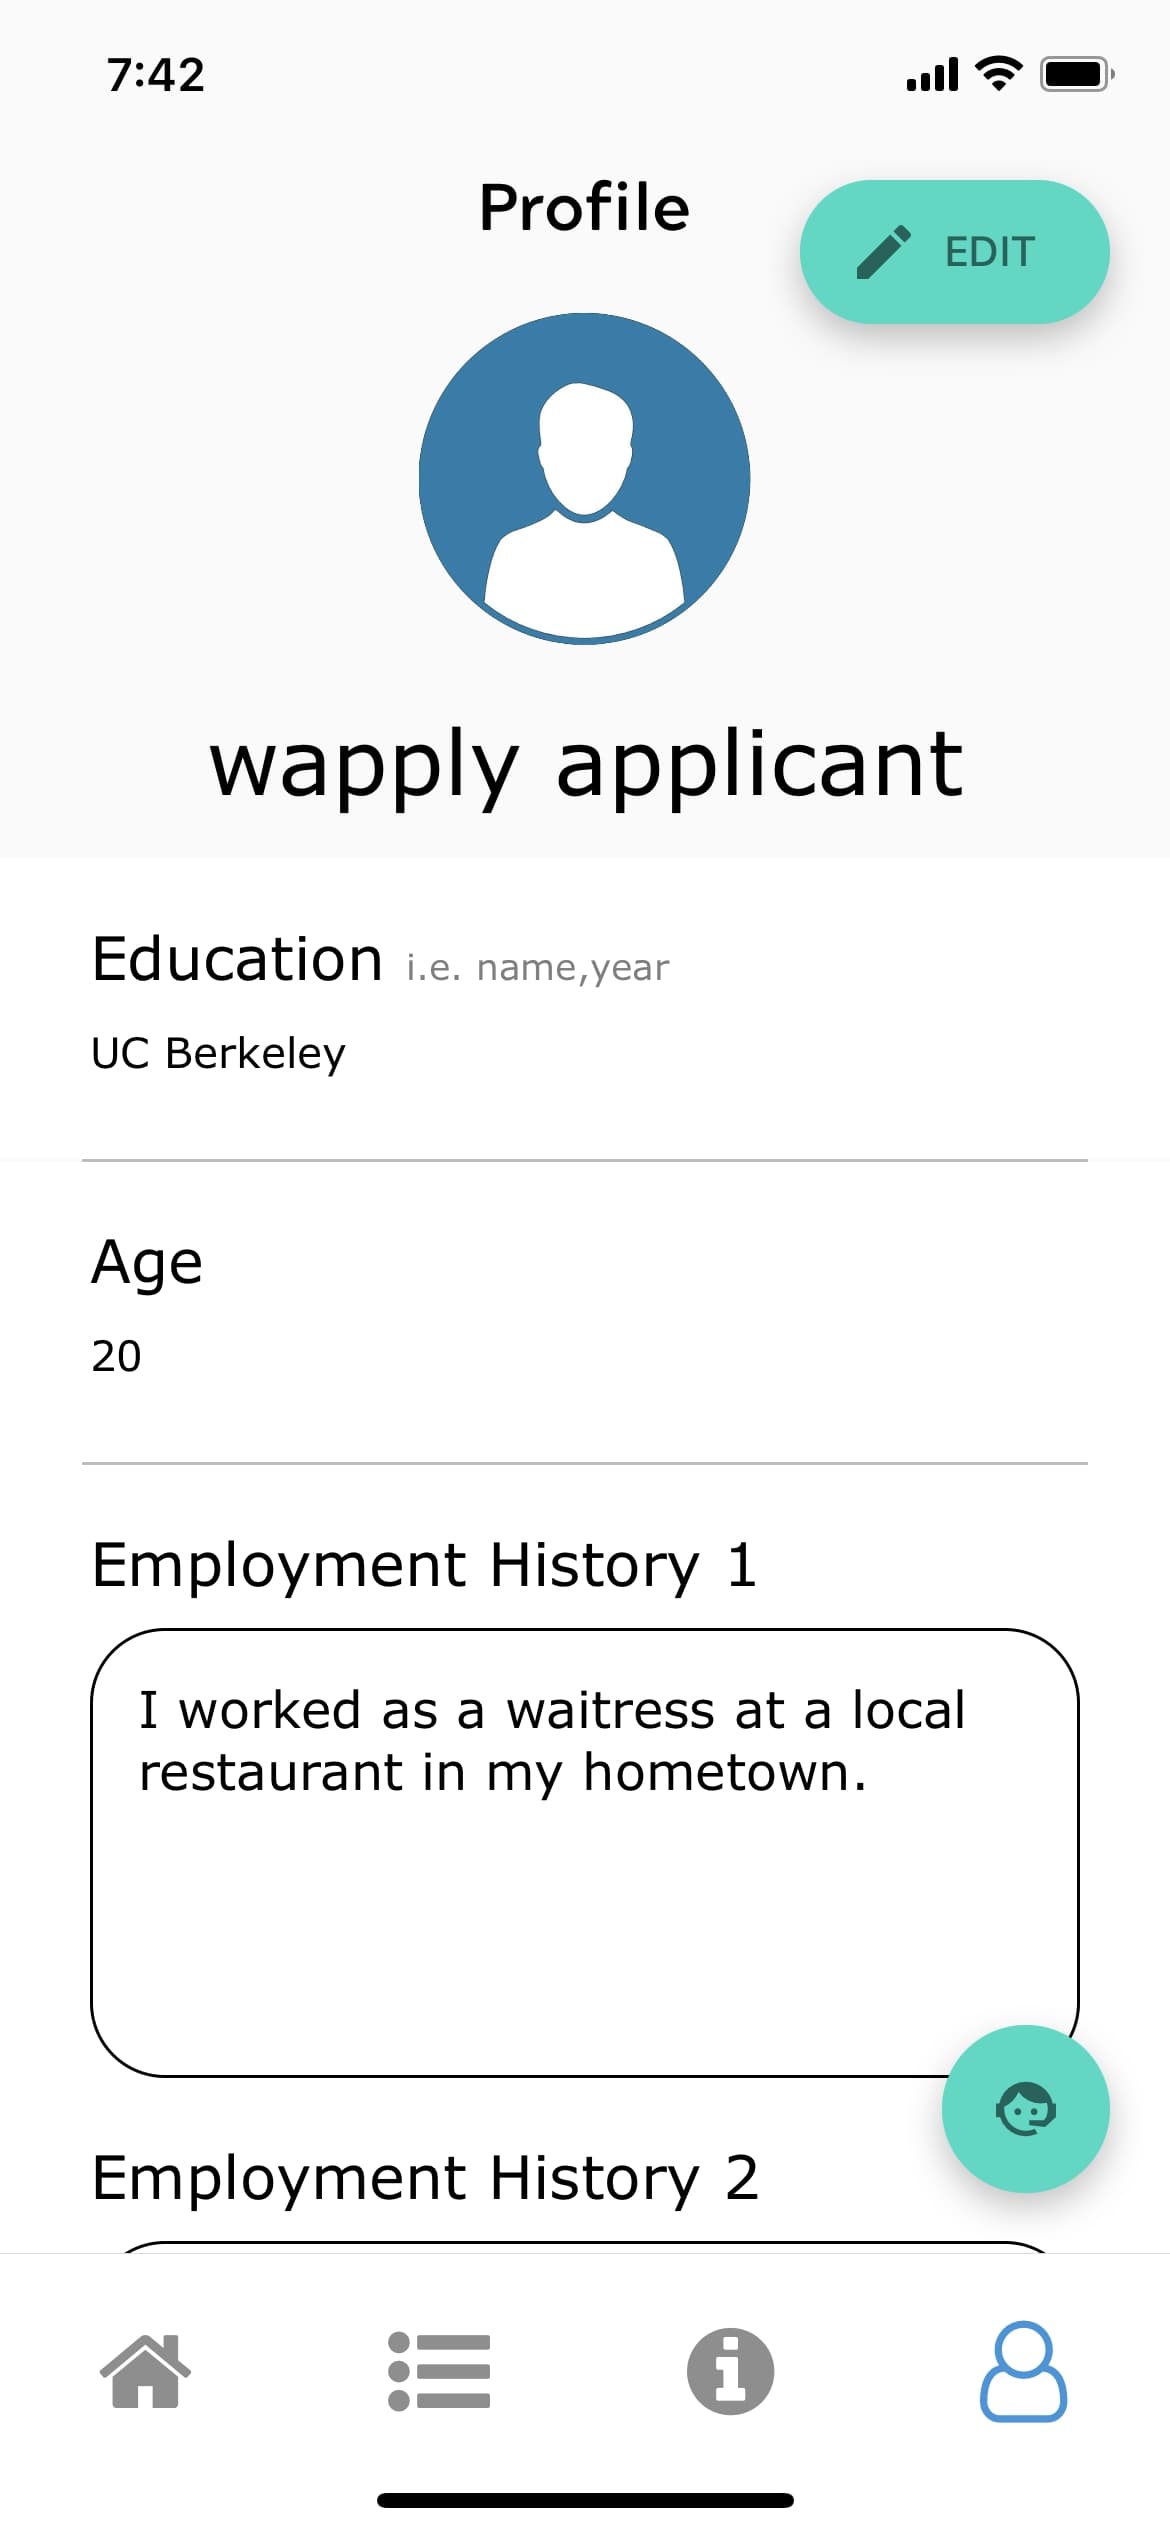 7:42
Profile
EDIT
wapply applicant
Education i.e. name,year
UC Berkeley
Age
20
Employment History 1
I worked as a waitress at a local
restaurant in my hometown.
Employment History 2